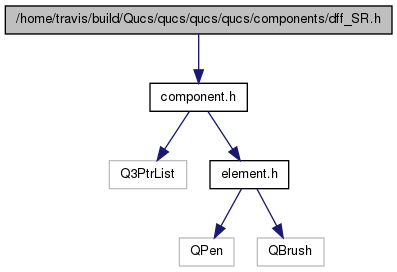 /home/travis/build/Qucs/qucs/qucs/qucs/components/dff_SR.h
component.h
Q3PtrList
element.h
QPen
QBrush